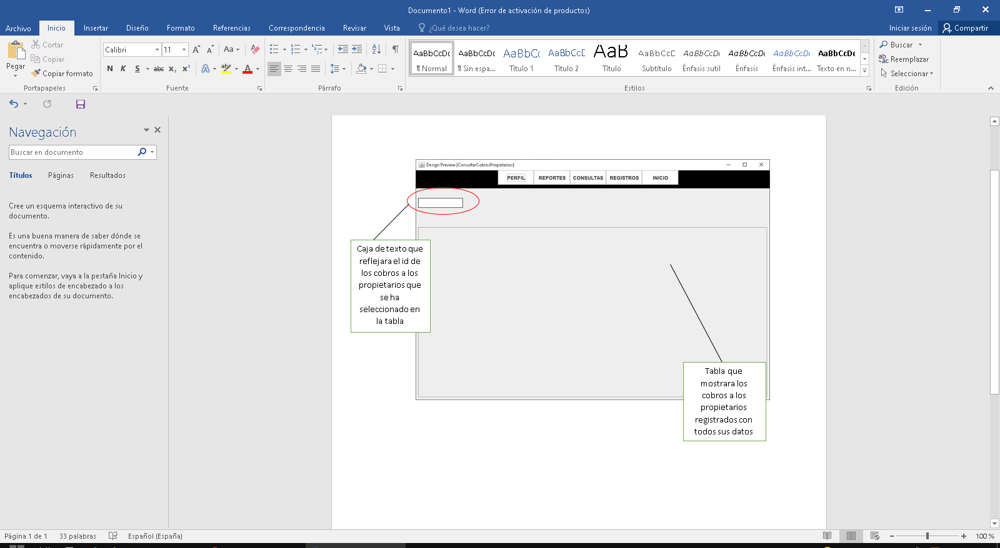 Documento1 - Word (Error de activación de productos)
Archivo
Inicio
Insertar
Diseño
Formato
Referencias
Correspondencia
Revisar
Vista
¿Qué desea hacer?
Iniciar sesión
Compartir
Pegar
Cortar
Copiar
Copiar formato
Portapapeles
Calibri
11
Aa
N K S abc x₂ x²
A
A
Fuente
Párrafo
AaBbCcDc
¶ Normal
AaBbCcDc
¶ Sin espa...
AaBbCc
Título 1
AaBbCcD
Título 2
AaB
Título
AaBbCcD
Subtítulo
AaBbCcDc
Énfasis sutil
AaBbCcDc
Énfasis
AaBbCcDc
Énfasis int...
AaBbCcDc
Texto en n...
Estilos
Buscar
Reemplazar
Seleccionar
Edición
Navegación
Buscar en documento
Títulos
Páginas
Resultados
Cree un esquema interactivo de su
documento.
Es una buena manera de saber dónde se
encuentra o moverse rápidamente por el
contenido.
Para comenzar, vaya a la pestaña Inicio y
aplique estilos de encabezado a los
encabezados de su documento.
Design Preview [ConsultarCobrosPropietarios]
PERFIL
REPORTES
CONSULTAS
REGISTROS
INICIO
Caja de texto que
reflejara el id de
los cobros a los
propietarios que
se ha
seleccionado en
la tabla
Tabla que
mostrara los
cobros a los
propietarios
registrados con
todos sus datos
Página 1 de 1
33 palabras
Español (España)
100 %